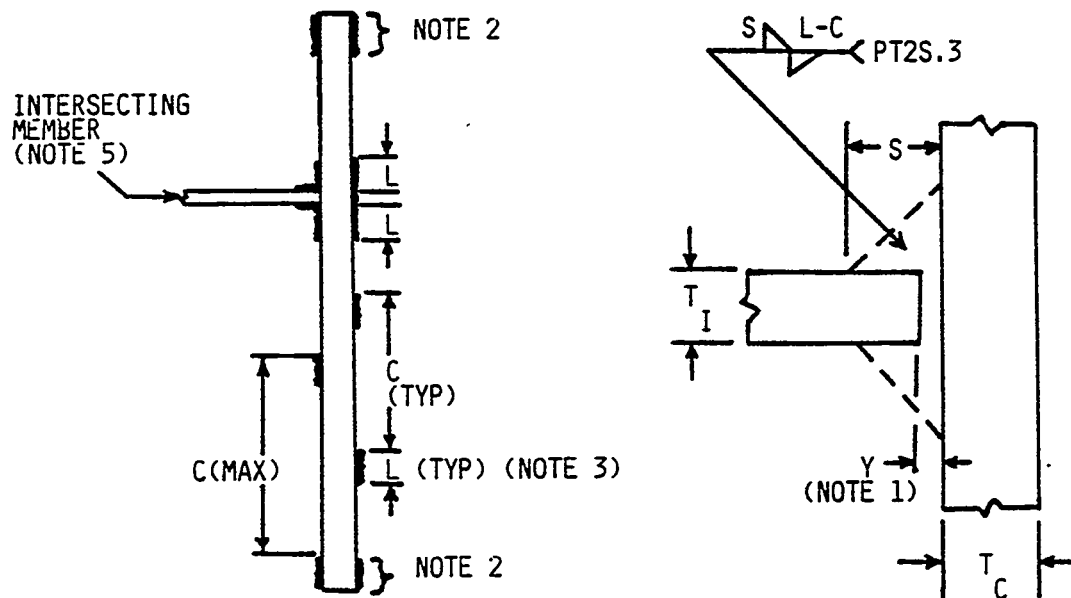 NOTE 2
INTERSECTING
MEMBER
(NOTE 5)
L
L
C
(TYP)
C(MAX)
L (TYP) (NOTE 3)
NOTE 2
S L-C
PT2S.3
S
T
I
Y
(NOTE 1)
T
C